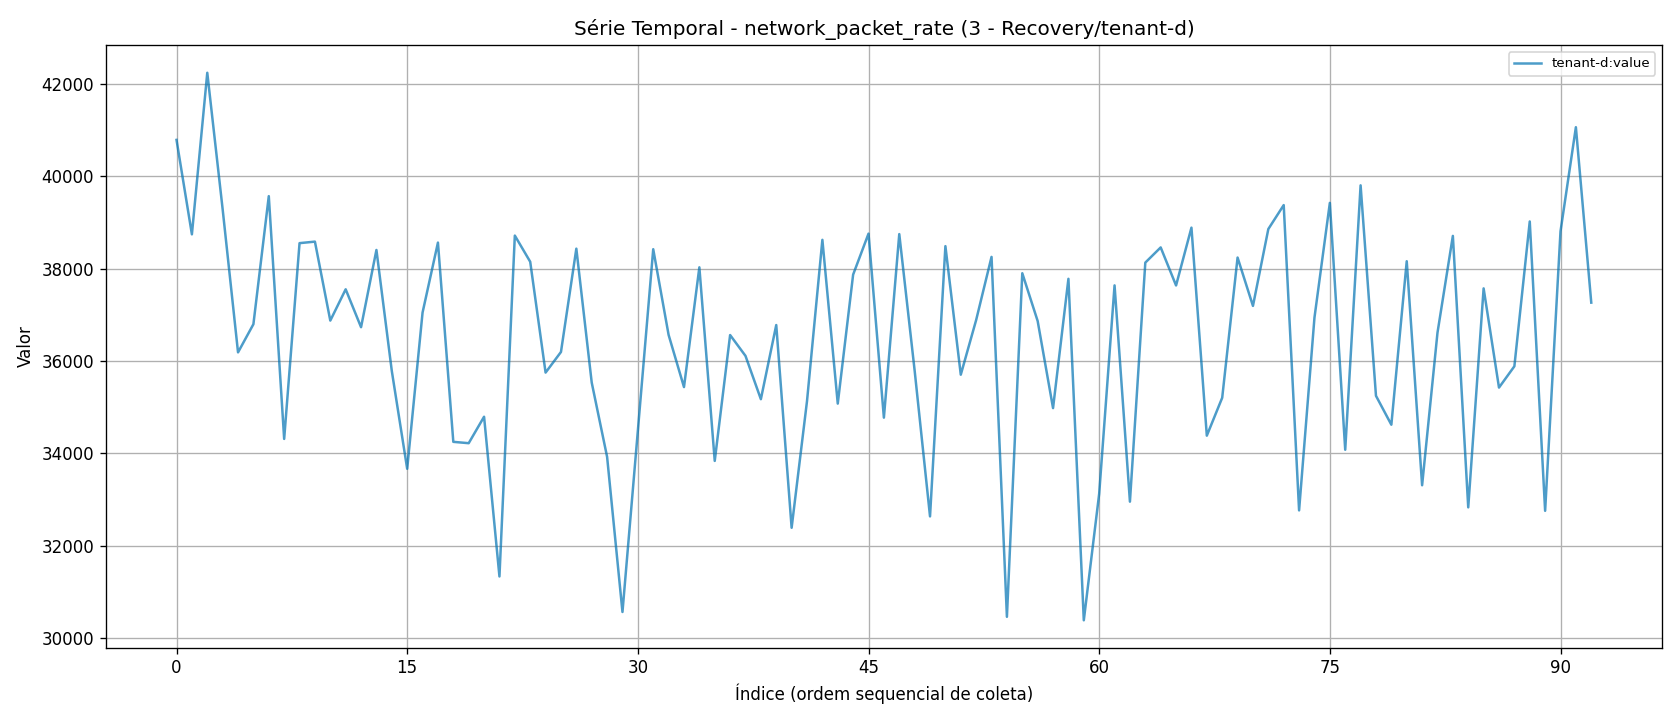 Série Temporal - network_packet_rate (3 - Recovery/tenant-d)
tenant-d:value
Valor
42000
40000
38000
36000
34000
32000
30000
0 15 30 45 60 75 90
Índice (ordem sequencial de coleta)